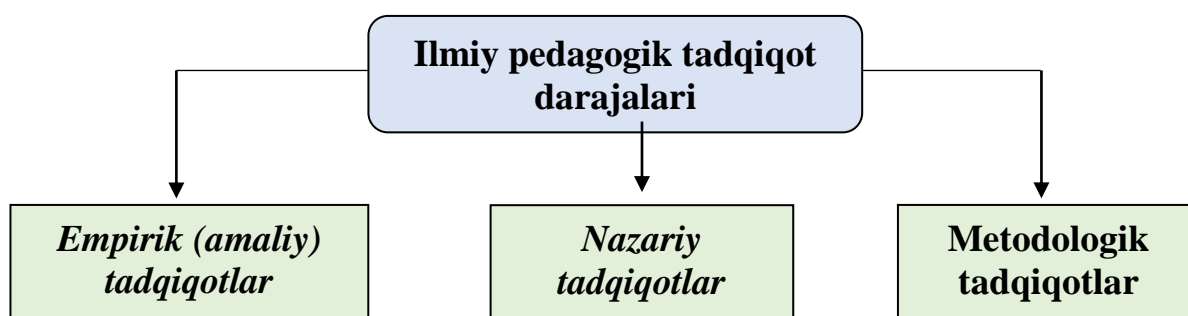 Ilmiy pedagogik tadqiqot
darajalari
Empirik (amaliy)
tadqiqotlar
Nazariy
tadqiqotlar
Metodologik
tadqiqotlar